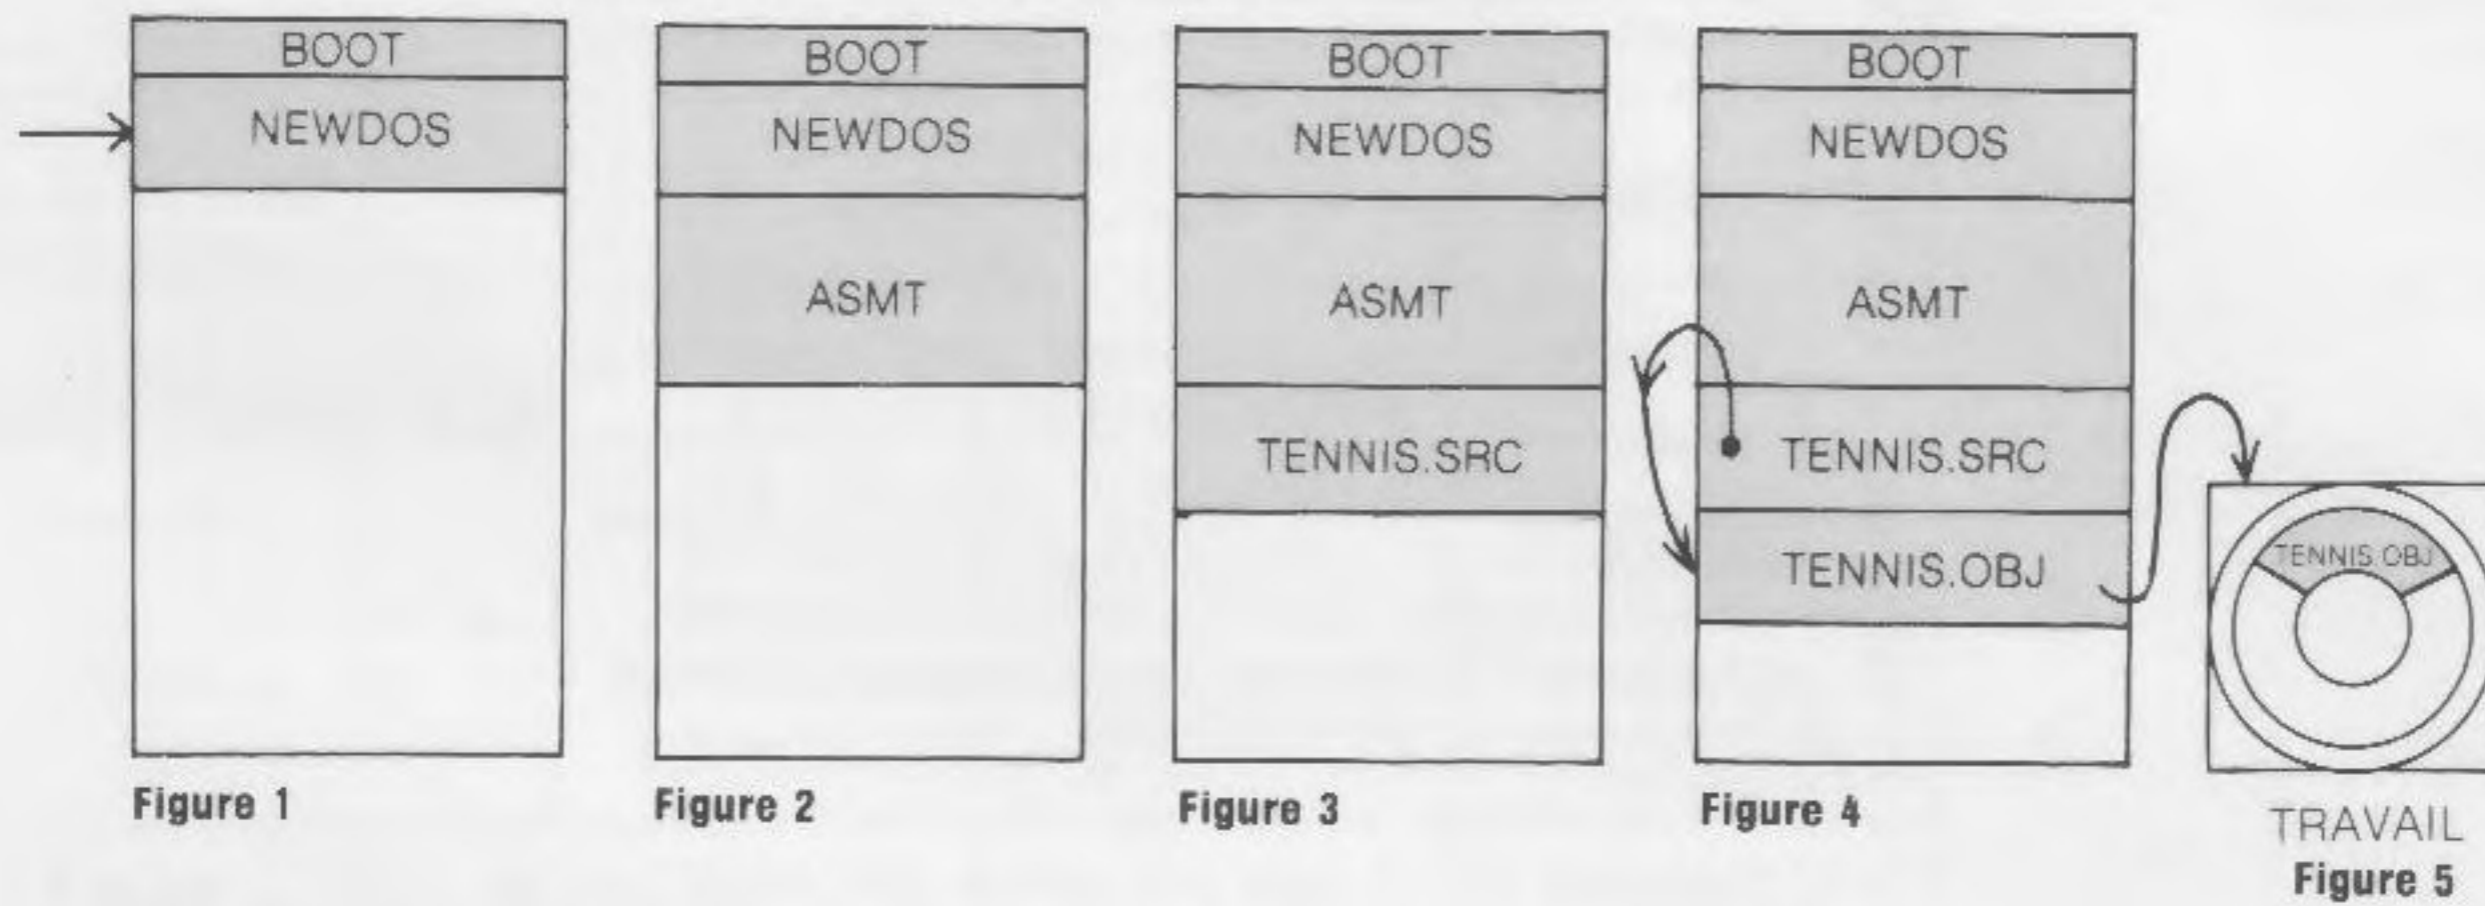 BOOT
NEWDOS
Figure 1
BOOT
NEWDOS
ASMT
Figure 2
BOOT
NEWDOS
ASMT
TENNIS.SRC
Figure 3
BOOT
NEWDOS
ASMT
TENNIS.SRC
TENNIS.OBJ
Figure 4
TENNIS.OBJ
TRAVAIL
Figure 5